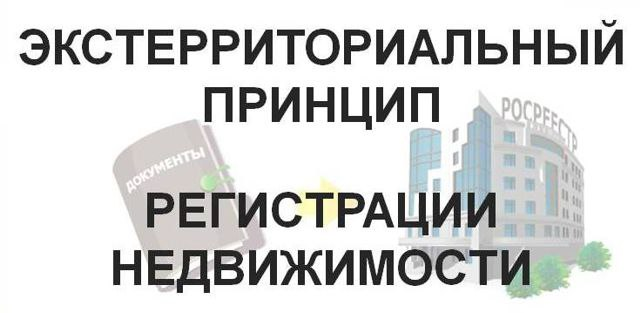 ЭКСТЕРРИТОРИАЛЬНЫЙ
ПРИНЦИП
РОСРЕЕСТР
ДОКУМЕНТЫ
РЕГИСТРАЦИИ
НЕДВИЖИМОСТИ